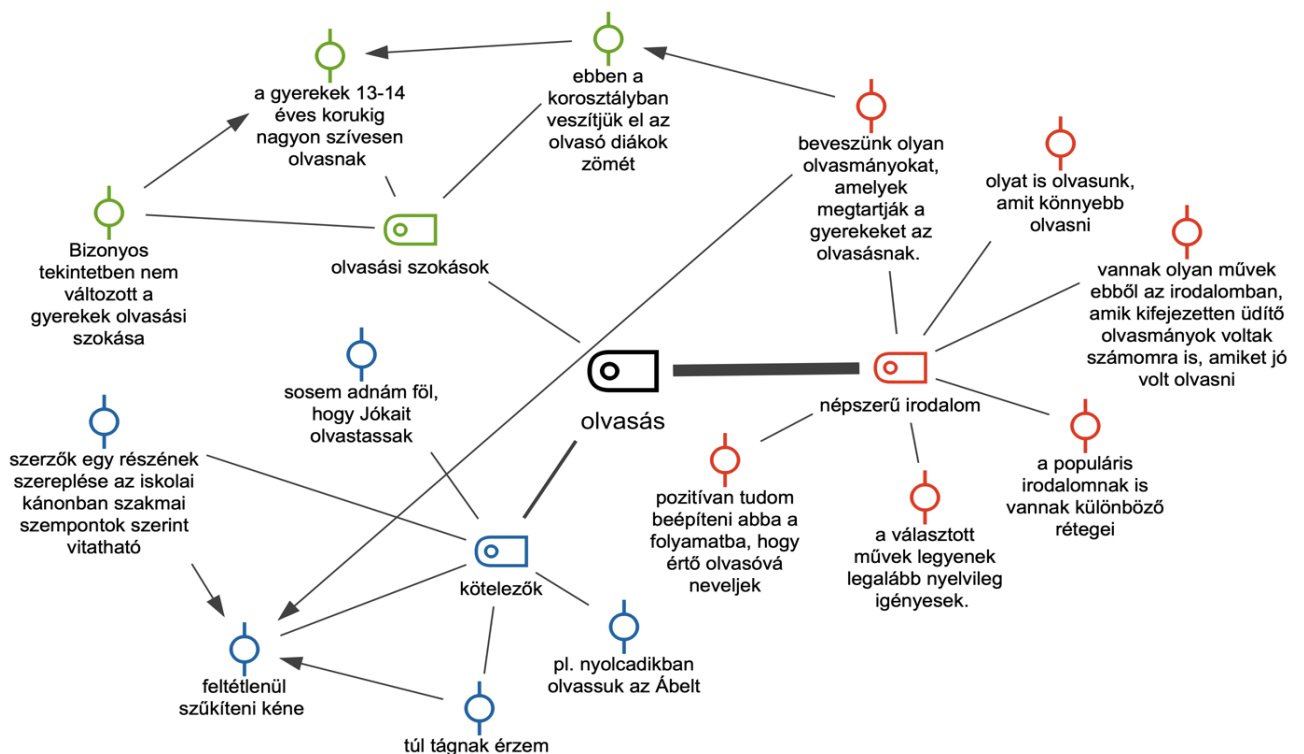 a gyerekek 13-14
éves korukig
nagyon szívesen
olvasnak
ebben a
korosztályban
veszítjük el az
olvasó diákok
zömét
beveszünk olyan
olvasmányokat,
amelyek
megtartják a
gyerekeket az
olvasásnak.
olyat is olvasunk,
amit könnyebb
olvasni
Bizonyos
tekintetben nem
változott a
gyerekek olvasási
szokása
olvasási szokások
vannak olyan művek
ebből az irodalomban,
amik kifejezetten üdítő
olvasmányok voltak
számomra is, amiket jó
volt olvasni
sosem adnám föl,
hogy Jókait
olvastassak
olvasás
népszerű irodalom
szerzők egy részének
szereplése az iskolai
kánonban szakmai
szempontok szerint
vitatható
pozitívan tudom
beépíteni abba a
folyamatba, hogy
értő olvasóvá
neveljek
a választott
művek legyenek
legalább nyelvileg
igényesek.
a populáris
irodalomnak is
vannak különböző
rétegei
kötelezők
feltétlenül
szűkíteni kéne
túl tágnak érzem
pl. nyolcadikban
olvassuk az Ábelt